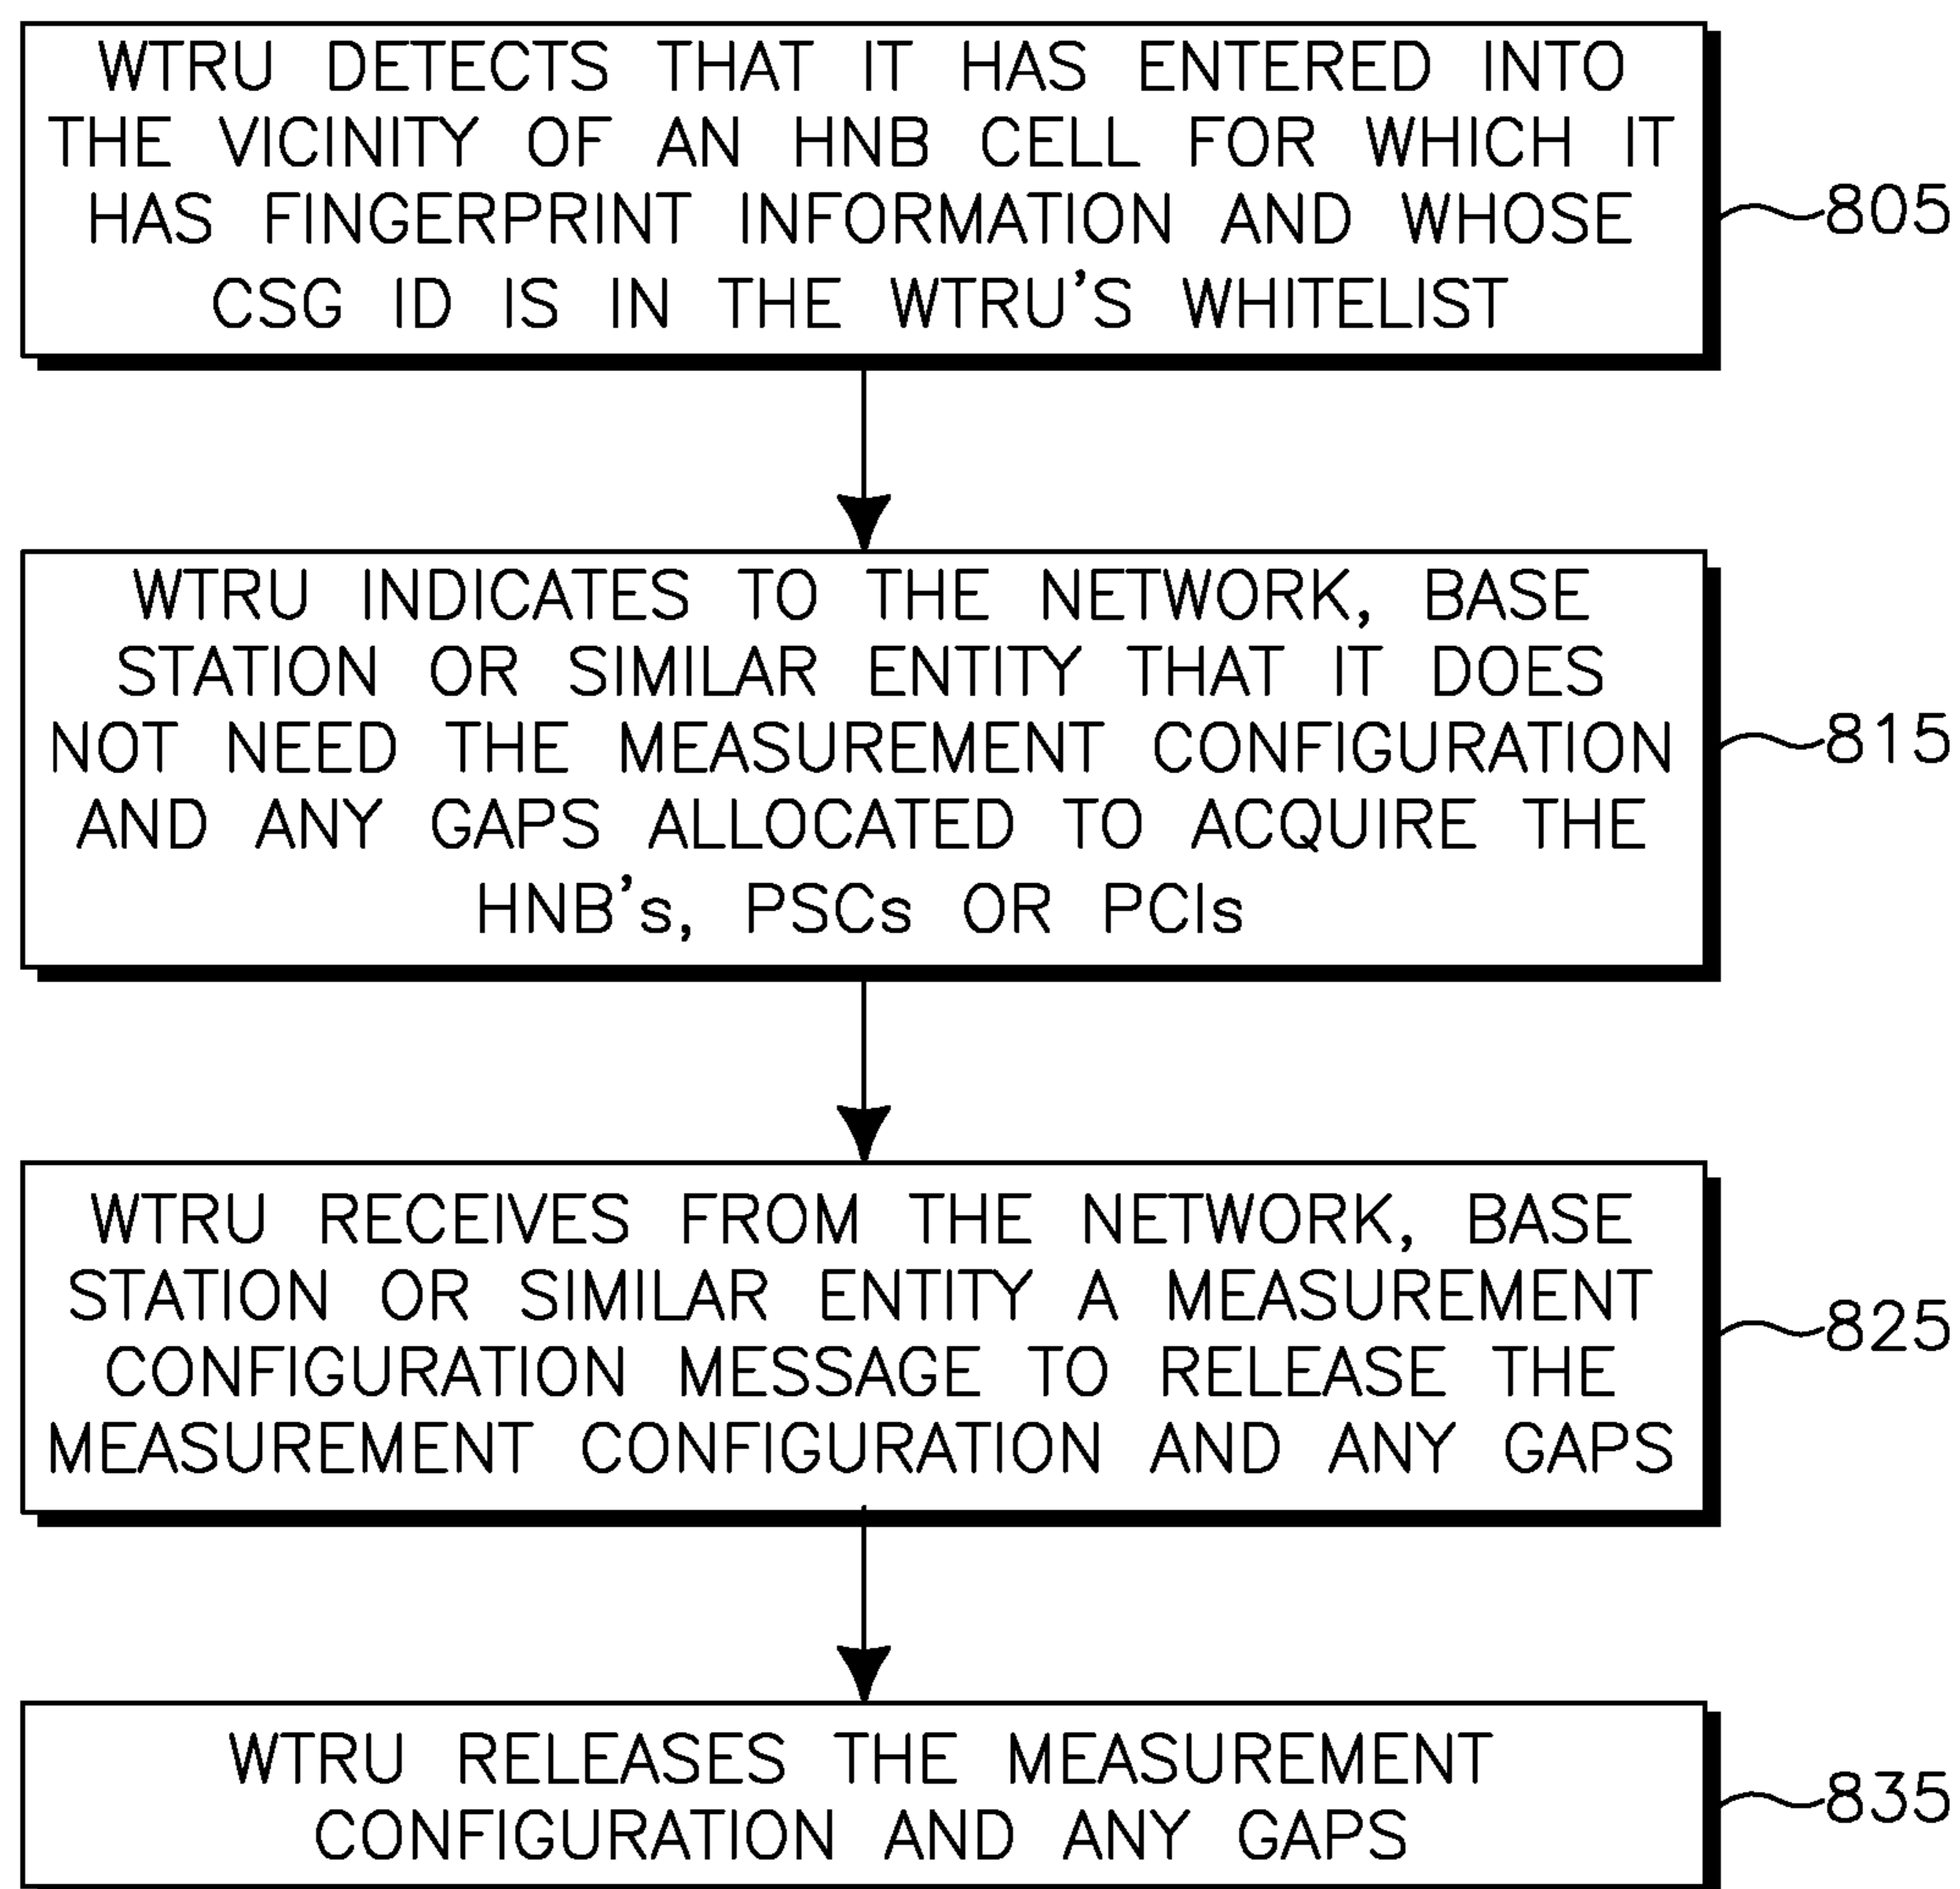 WTRU DETECTS THAT IT HAS ENTERED INTO
THE VICINITY OF AN HNB CELL FOR WHICH IT
HAS FINGERPRINT INFORMATION AND WHOSE
CSG ID IS IN THE WTRU'S WHITELIST
805
WTRU INDICATES TO THE NETWORK, BASE
STATION OR SIMILAR ENTITY THAT IT DOES
NOT NEED THE MEASUREMENT CONFIGURATION
AND ANY GAPS ALLOCATED TO ACQUIRE THE
HNB's, PSCs OR PCIs
815
WTRU RECEIVES FROM THE NETWORK, BASE
STATION OR SIMILAR ENTITY A MEASUREMENT
CONFIGURATION MESSAGE TO RELEASE THE
MEASUREMENT CONFIGURATION AND ANY GAPS
825
WTRU RELEASES THE MEASUREMENT
CONFIGURATION AND ANY GAPS
835